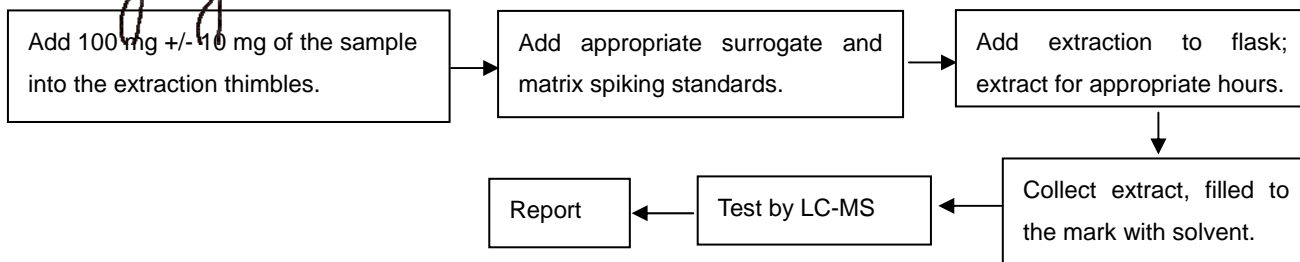 Add 100 mg +/- 10 mg of the sample
into the extraction thimbles.
Add appropriate surrogate and
matrix spiking standards.
Add extraction to flask;
extract for appropriate hours.
Collect extract, filled to
the mark with solvent.
Test by LC-MS
Report